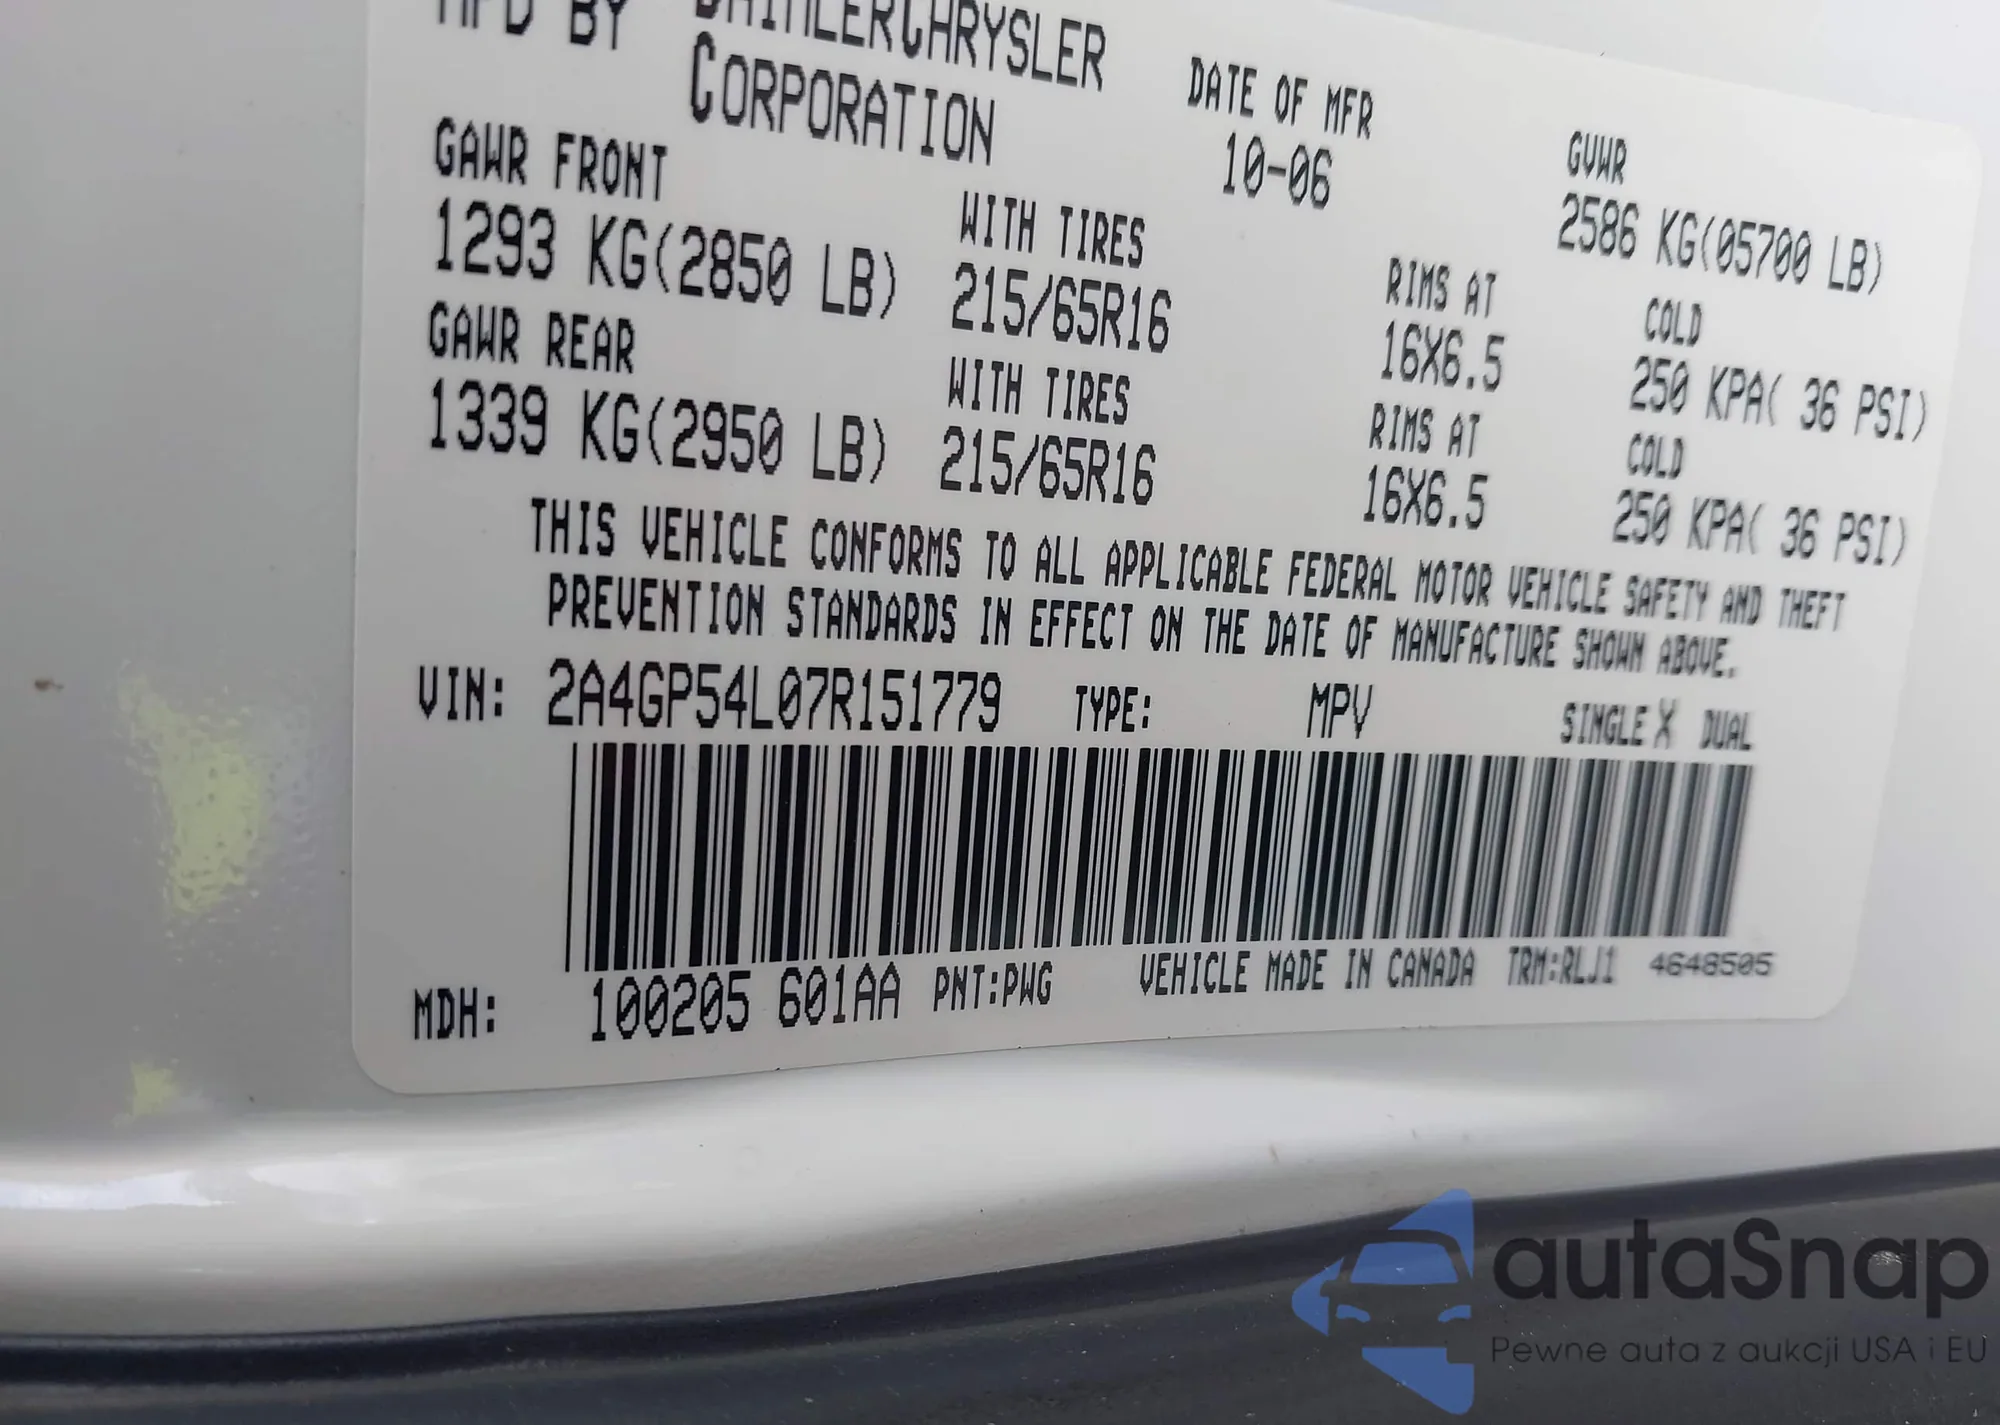 MFD BY DAIMLERCHRYSLER
CORPORATION
DATE OF MFR
10-06
GVWR
2586 KG(05700 LB)
GAWR FRONT
1293 KG(2850 LB)
WITH TIRES
215/65R16
RIMS AT
16X6.5
COLD
250 KPA( 36 PSI)
GAWR REAR
1339 KG(2950 LB)
WITH TIRES
215/65R16
RIMS AT
16X6.5
COLD
250 KPA( 36 PSI)
THIS VEHICLE CONFORMS TO ALL APPLICABLE FEDERAL MOTOR VEHICLE SAFETY AND THEFT
PREVENTION STANDARDS IN EFFECT ON THE DATE OF MANUFACTURE SHOWN ABOVE.
VIN: 2A4GP54L07R151779 TYPE: MPV SINGLE X DUAL
MDH: 100205 601AA PNT:PWG VEHICLE MADE IN CANADA TRM:RLJ1 4648505
autaSnap
Pewne auta z aukcji USA i EU